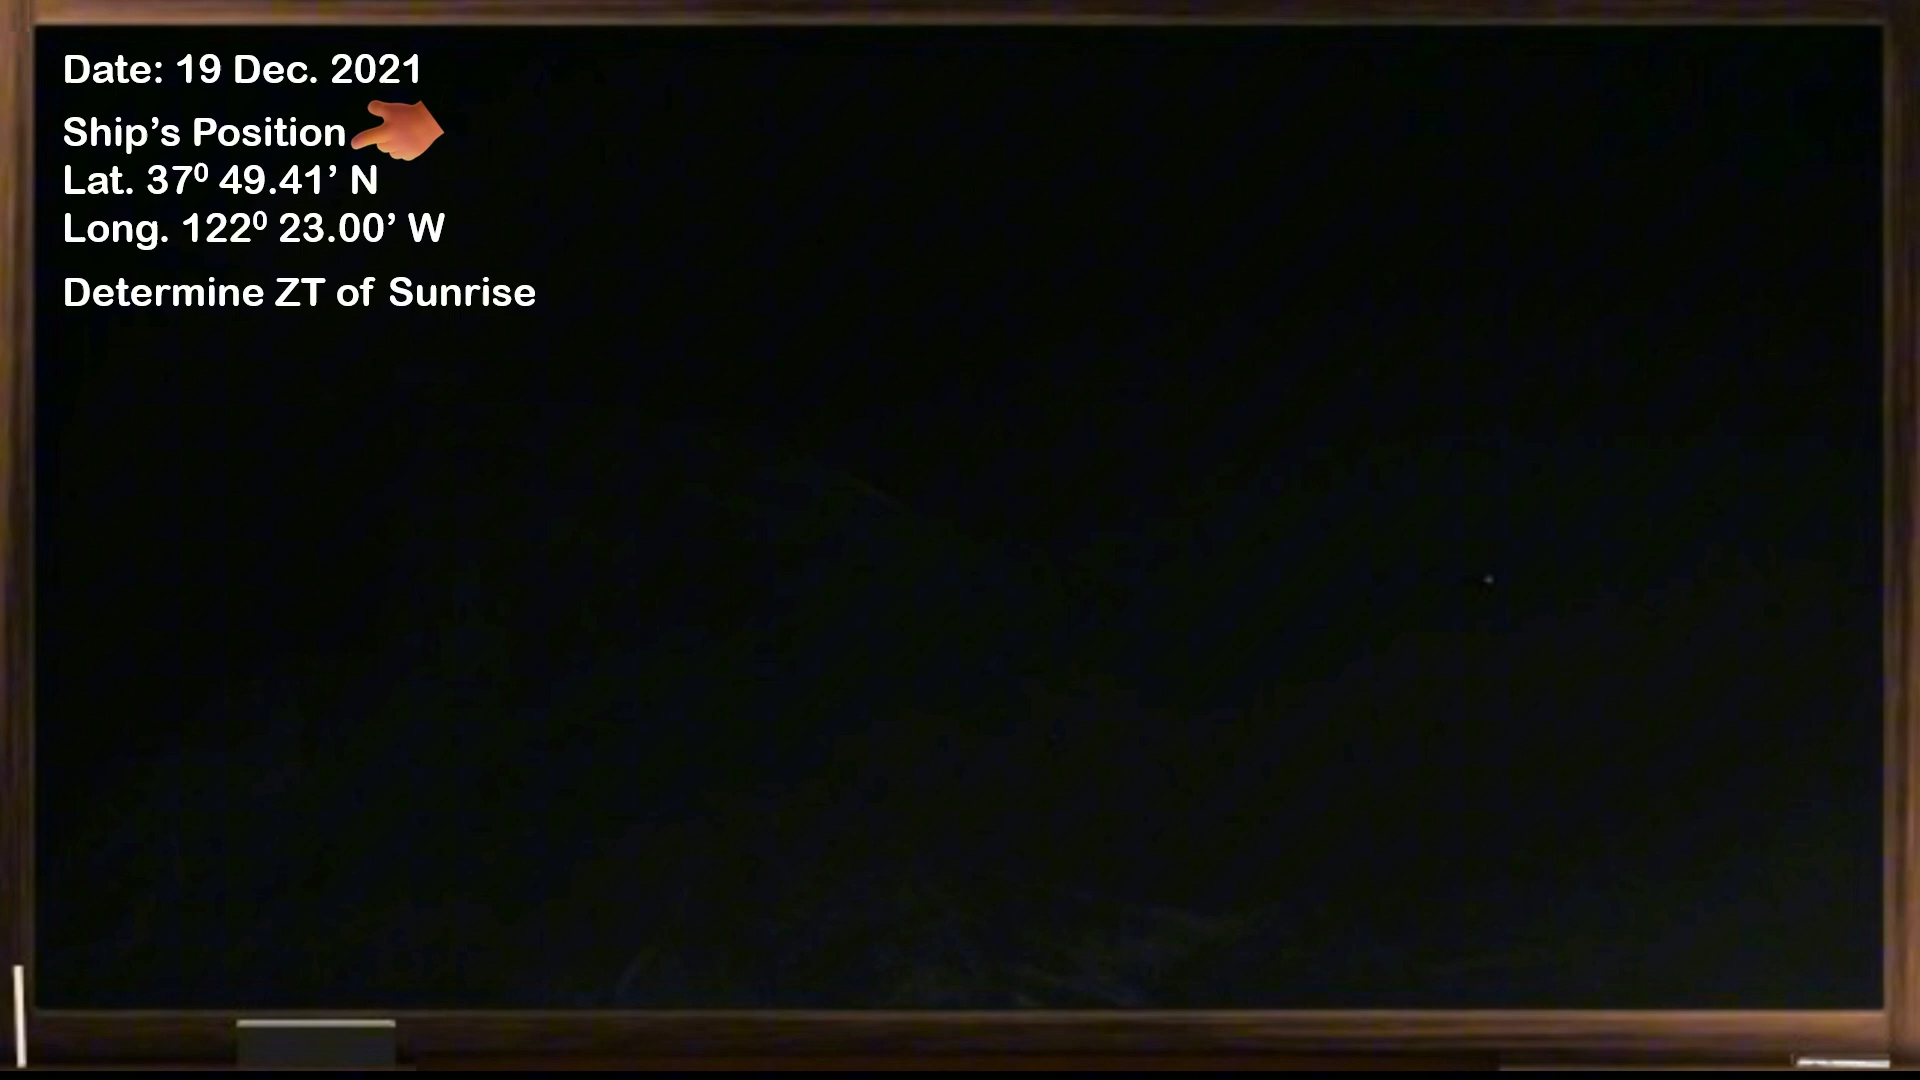 Date: 19 Dec. 2021
Ship’s Position
Lat. 37⁰ 49.41’ N
Long. 122⁰ 23.00’ W
Determine ZT of Sunrise